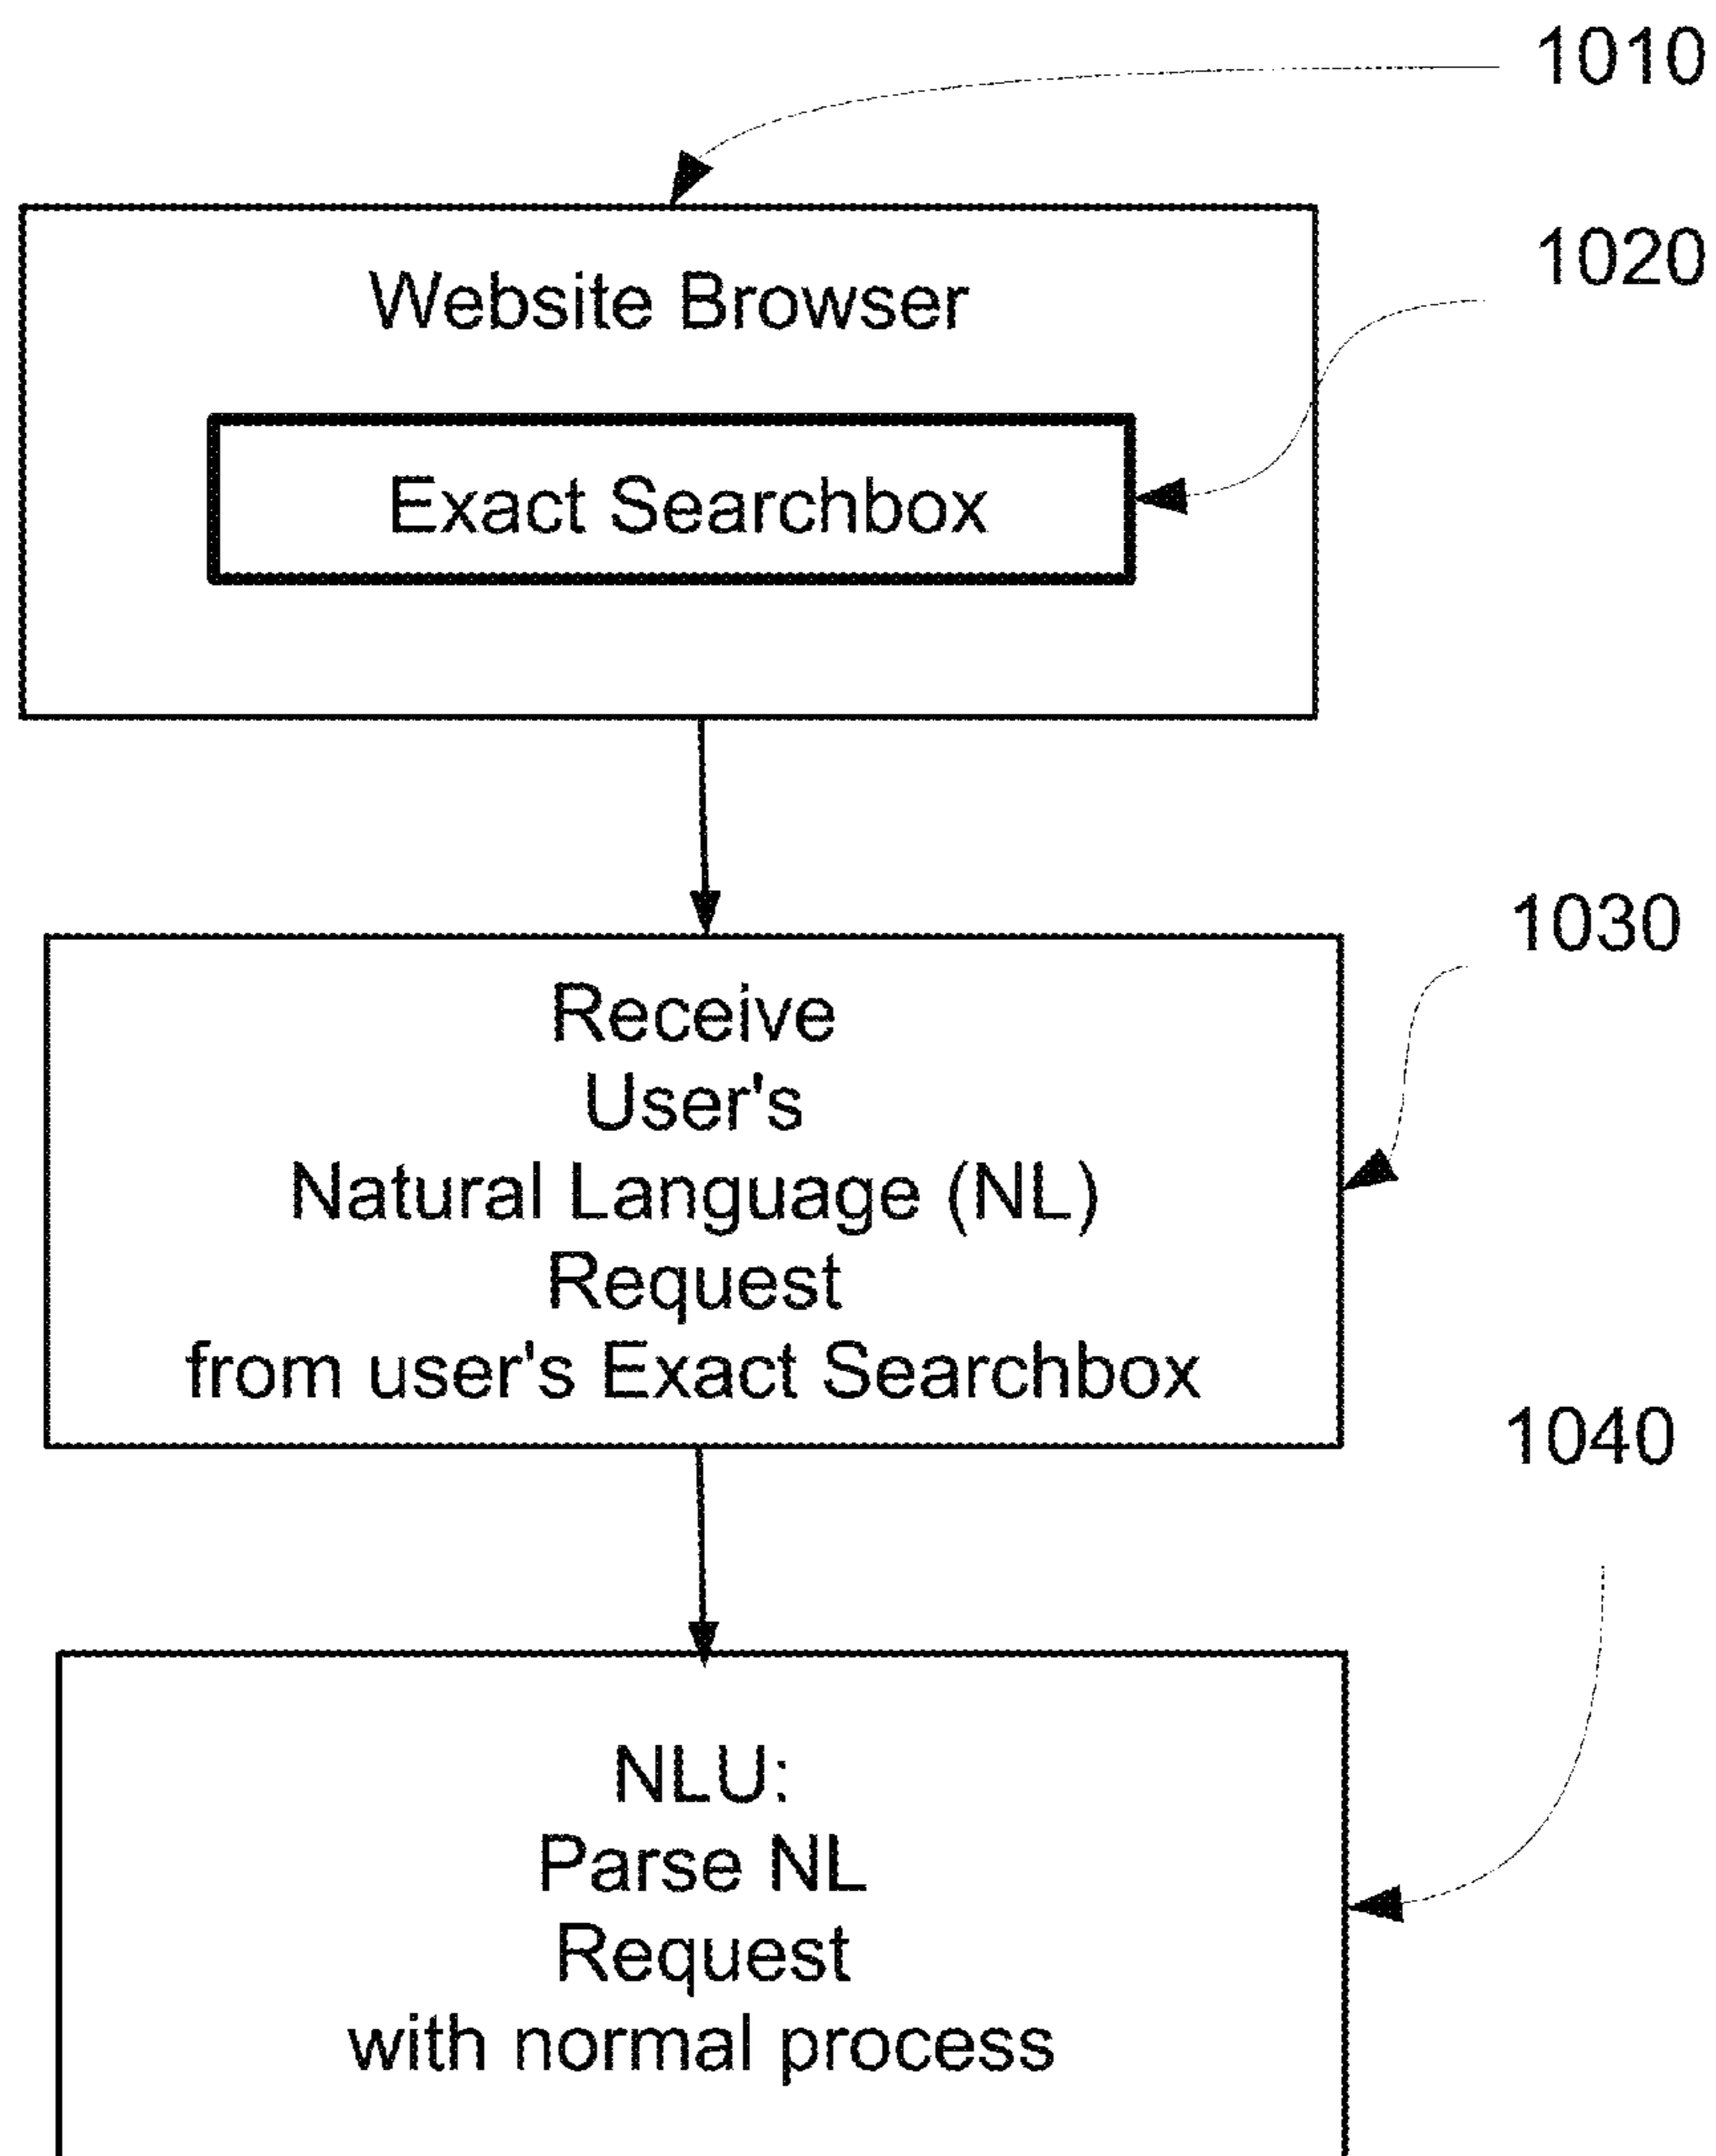 1010
Website Browser
1020
Exact Searchbox
1030
Receive
User's
Natural Language (NL)
Request
from user's Exact Searchbox
1040
NLU:
Parse NL
Request
with normal process